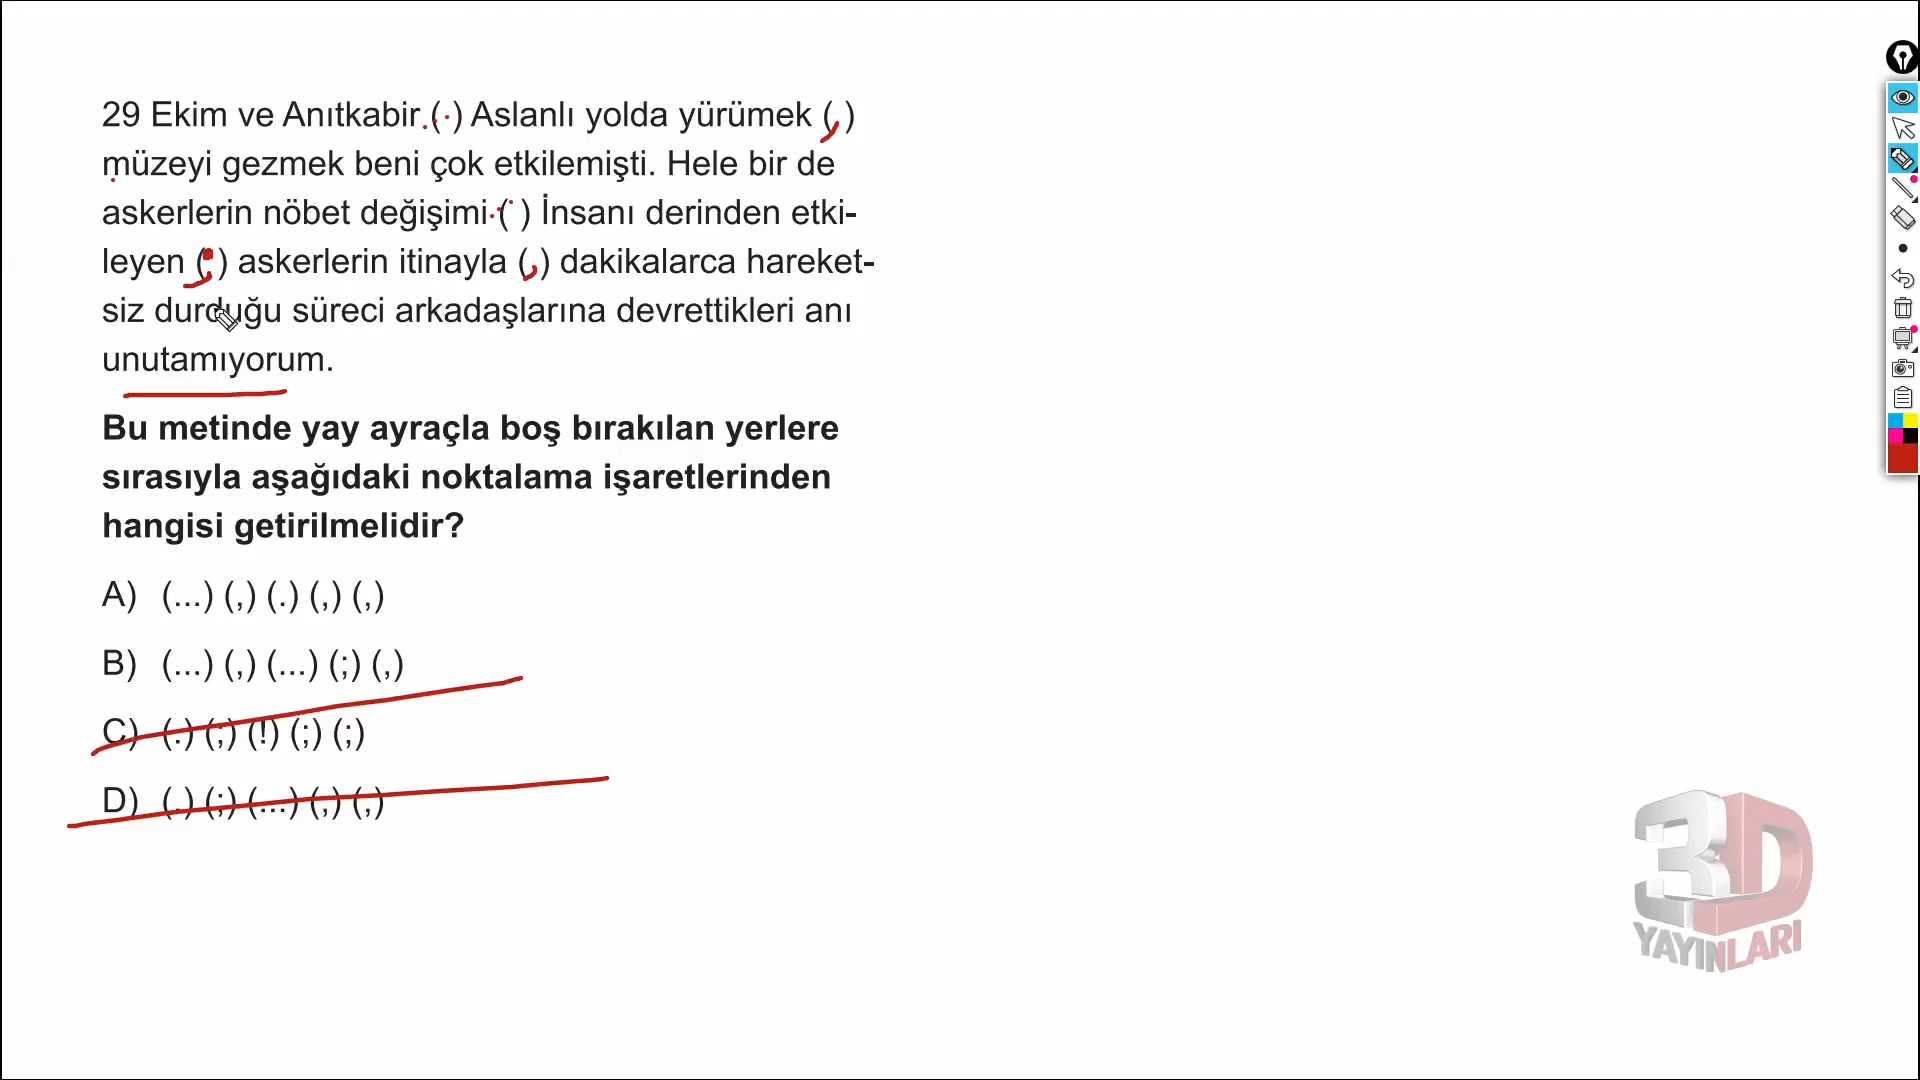 29 Ekim ve Anıtkabir...( ) Aslanlı yolda yürümek (,)
müzeyi gezmek beni çok etkilemişti. Hele bir de
askerlerin nöbet değişimi...( ) İnsanı derinden etki-
leyen (;) askerlerin itinayla (,) dakikalarca hareket-
siz durduğu süreci arkadaşlarına devrettikleri anı
unutamıyorum.
Bu metinde yay ayraçla boş bırakılan yerlere
sırasıyla aşağıdaki noktalama işaretlerinden
hangisi getirilmelidir?
A) (...) (,) (.) (,) (,)
B) (...) (,) (...) (;) (,)
C) (.) (;) (!) (;) (;)
D) (.) (;) (...) (,) (,)
3D
YAYINLARI